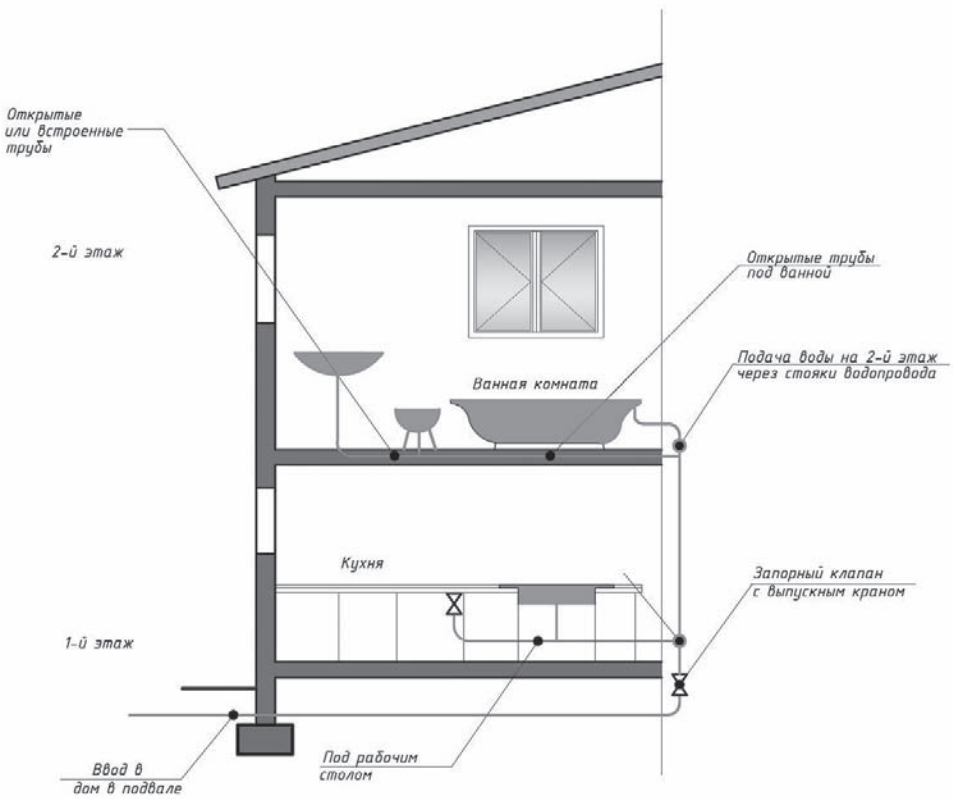 Открытые
или встроенные
трубы
2-й этаж
Открытые трубы
под ванной
Подача воды на 2-й этаж
через стояки водопровода
Ванная комната
Кухня
Запорный клапан
с выпускным краном
1-й этаж
Под рабочим
столом
Ввод в
дом в подвале